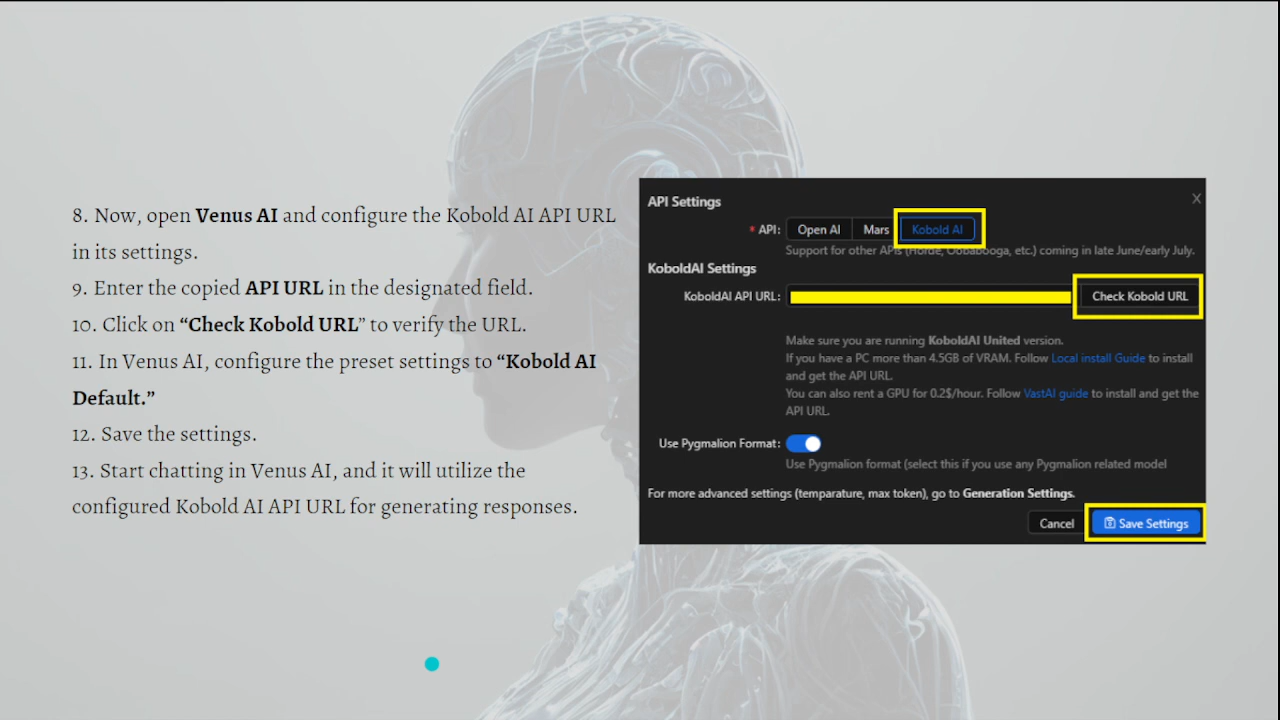 8. Now, open Venus AI and configure the Kobold AI API URL
in its settings.
9. Enter the copied API URL in the designated field.
10. Click on “Check Kobold URL” to verify the URL.
11. In Venus AI, configure the preset settings to “Kobold AI
Default.”
12. Save the settings.
13. Start chatting in Venus AI, and it will utilize the
configured Kobold AI API URL for generating responses.
API Settings X
* API: Open AI Mars Kobold AI
Support for other APIs (Horde, Oobabooga, etc.) coming in late June/early July.
KoboldAI Settings
KoboldAI API URL: Check Kobold URL
Make sure you are running KoboldAI United version.
If you have a PC more than 4.5GB of VRAM. Follow Local install Guide to install
and get the API URL.
You can also rent a GPU for 0.2$/hour. Follow VastAI guide to install and get the
API URL.
Use Pygmalion Format:
Use Pygmalion format (select this if you use any Pygmalion related model
For more advanced settings (temparature, max token), go to Generation Settings.
Cancel Save Settings